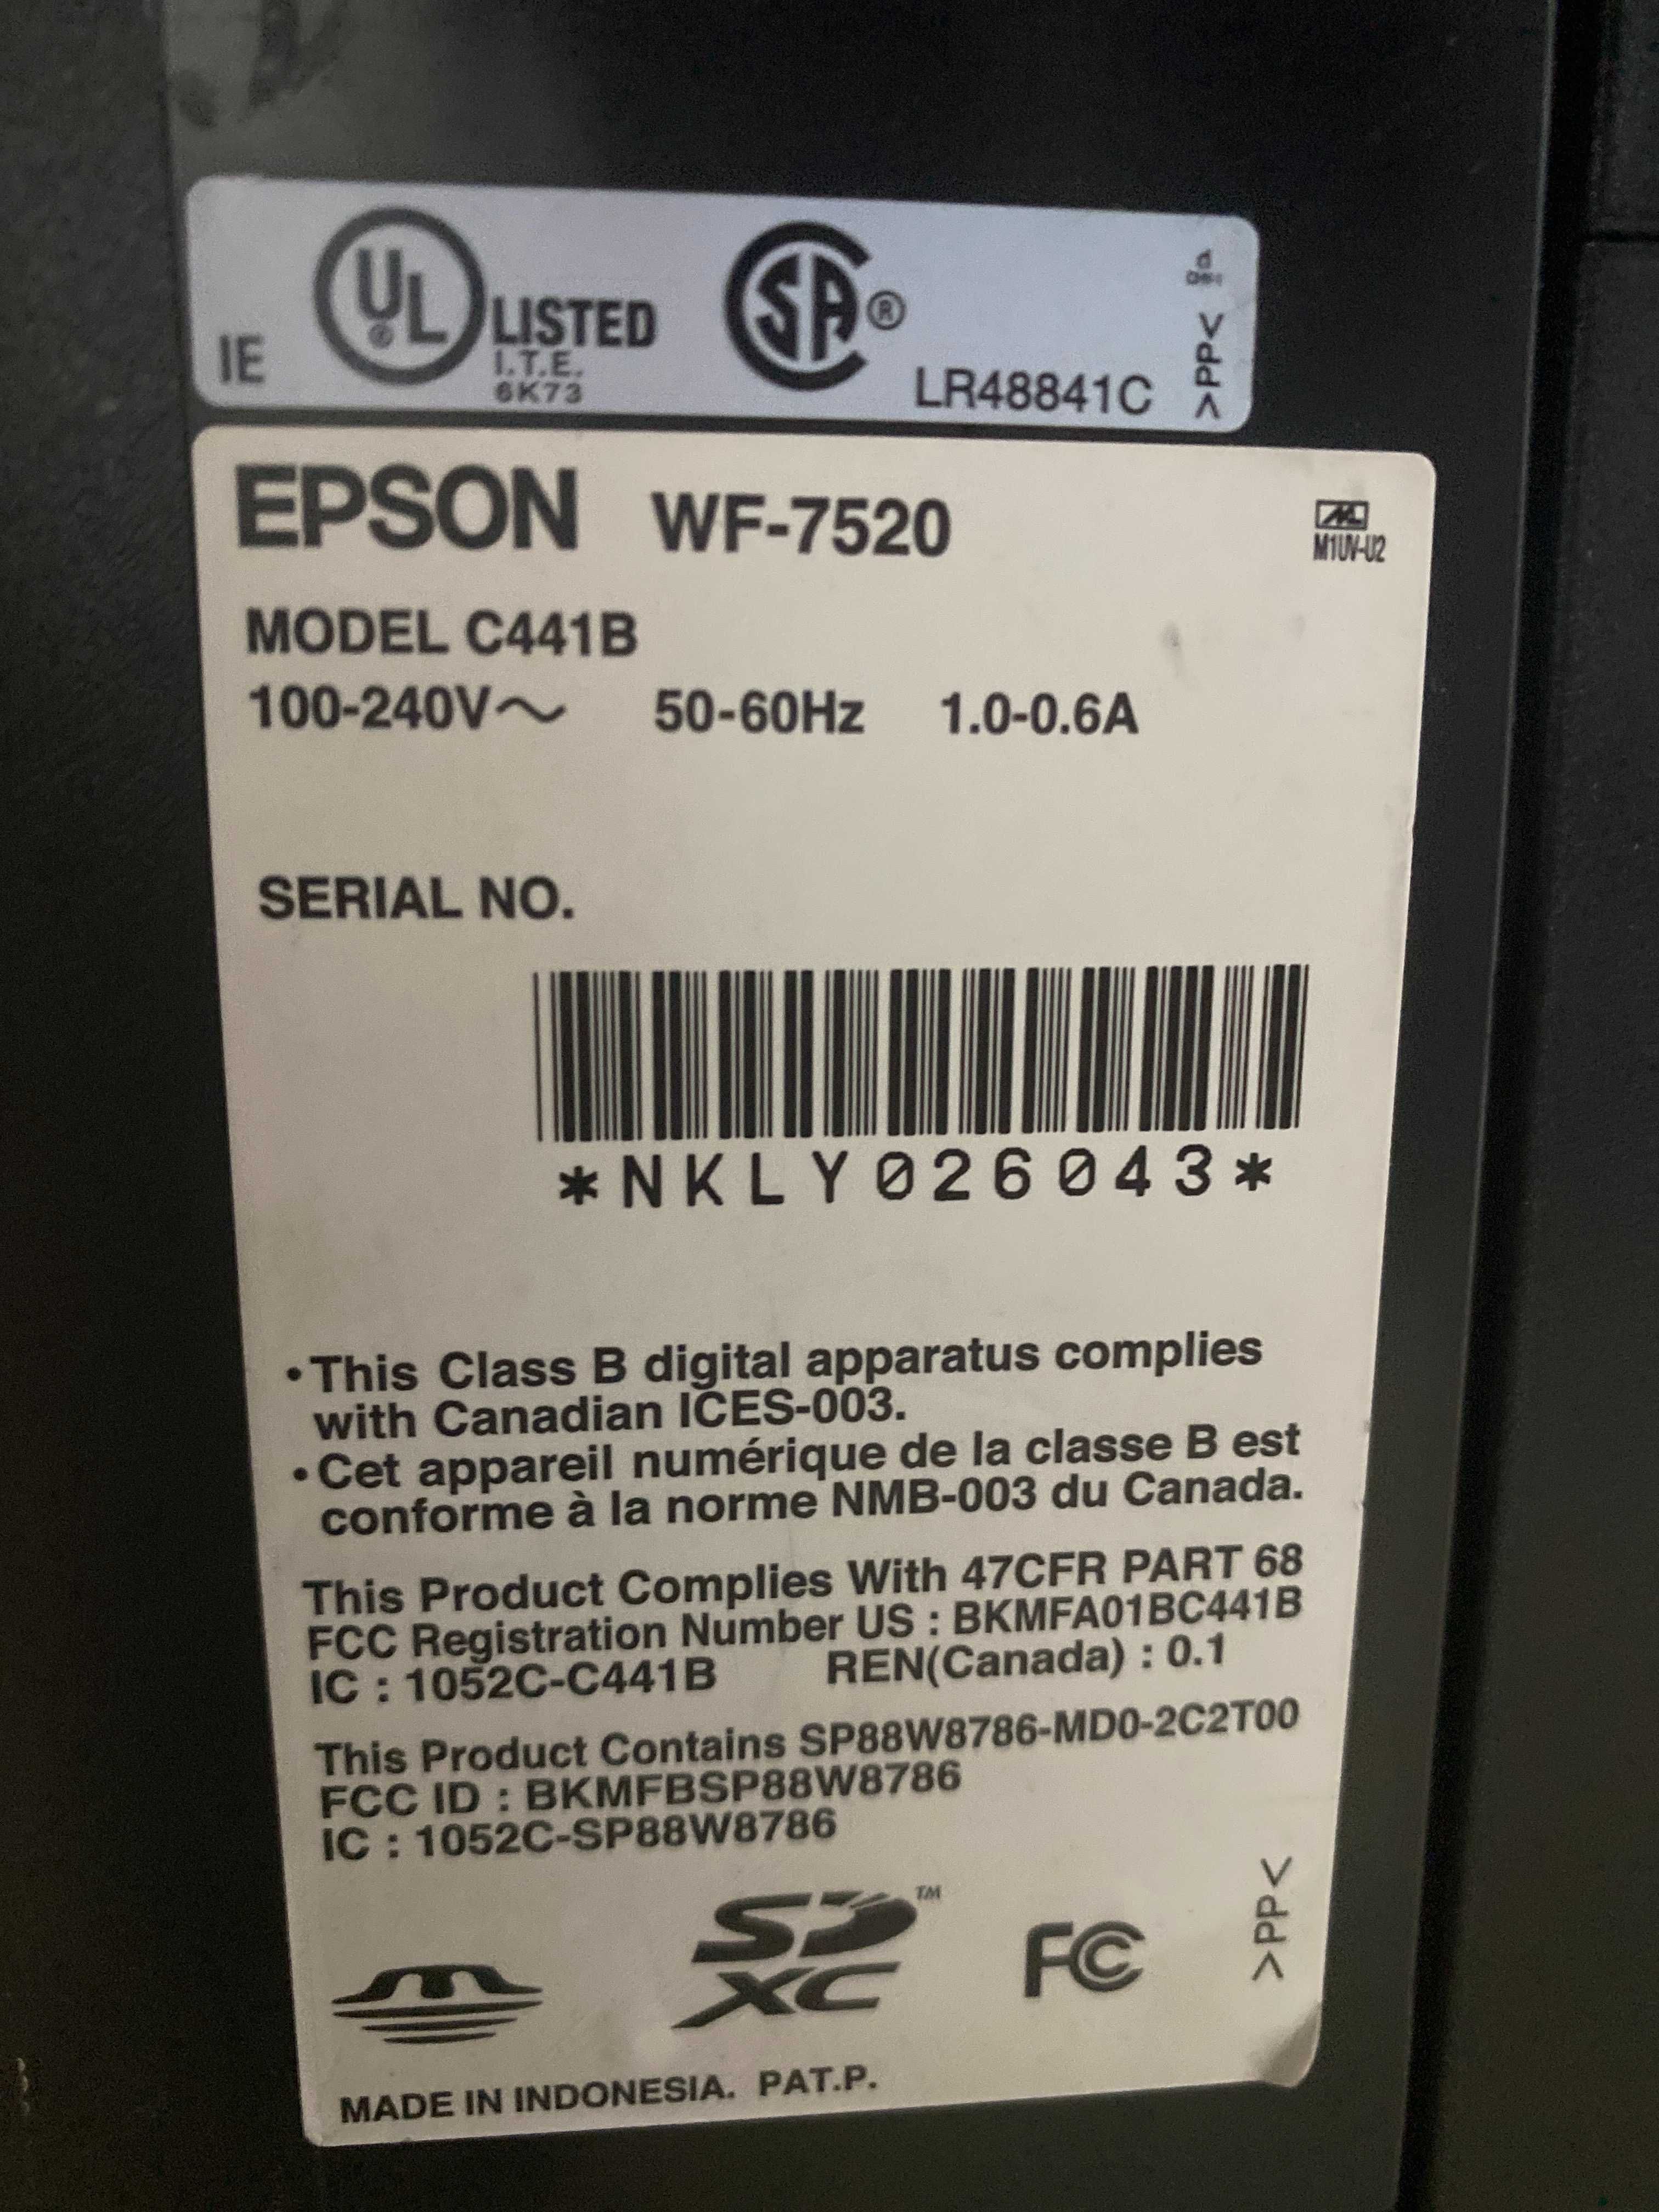 IE
UL
LISTED
I.T.E.
6K73
SA®
LR48841C
>PP<
EPSON WF-7520
M1UV-U2
MODEL C441B
100-240V～ 50-60Hz 1.0-0.6A
SERIAL NO.
*NKLY026043*
•This Class B digital apparatus complies
with Canadian ICES-003.
•Cet appareil numérique de la classe B est
conforme à la norme NMB-003 du Canada.
This Product Complies With 47CFR PART 68
FCC Registration Number US : BKMFA01BC441B
IC : 1052C-C441B REN(Canada) : 0.1
This Product Contains SP88W8786-MD0-2C2T00
FCC ID : BKMFBSP88W8786
IC : 1052C-SP88W8786
SD™
XC
FC
>PP<
MADE IN INDONESIA. PAT.P.